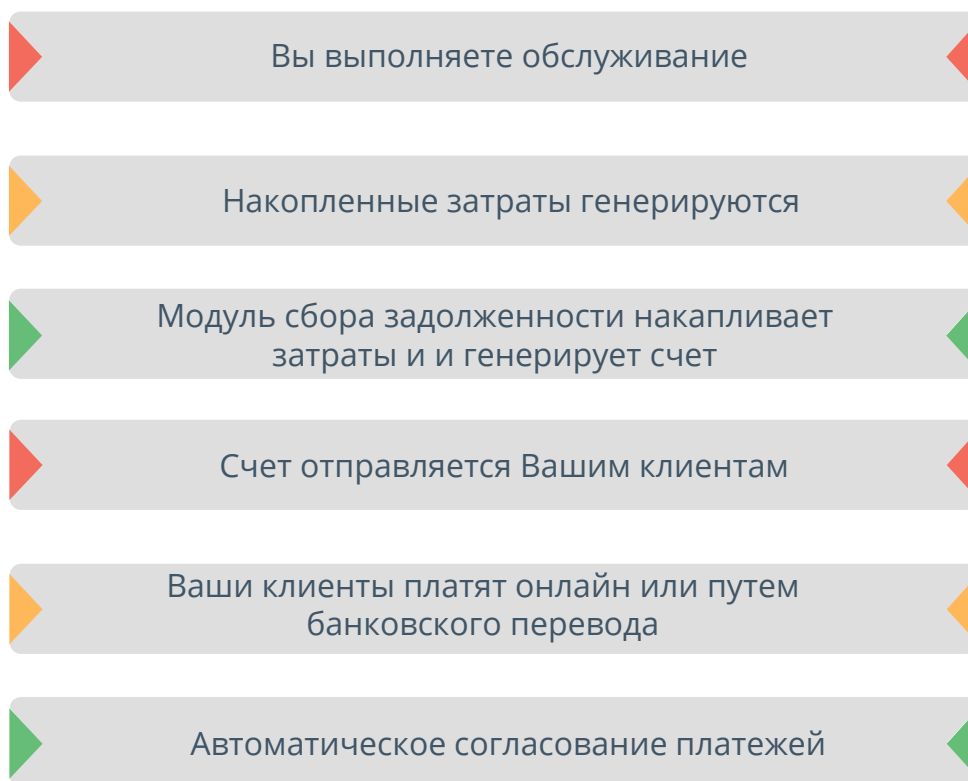 Вы выполняете обслуживание
Накопленные затраты генерируются
Модуль сбора задолженности накапливает
затраты и и генерирует счет
Счет отправляется Вашим клиентам
Ваши клиенты платят онлайн или путем
банковского перевода
Автоматическое согласование платежей